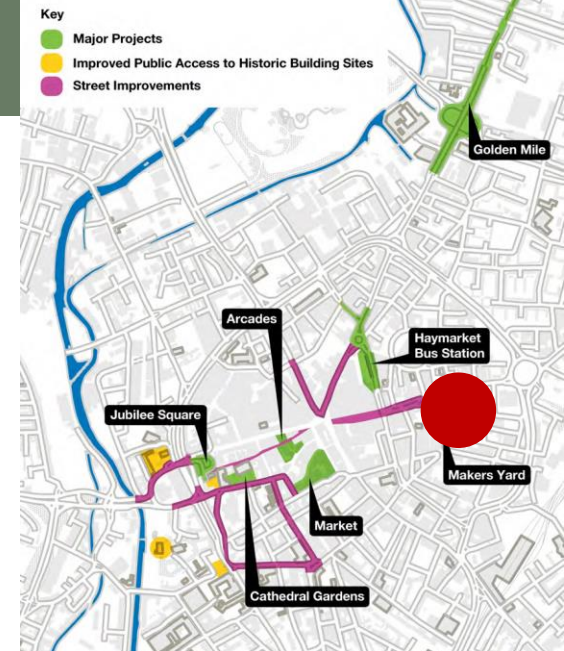 Key
Major Projects
Improved Public Access to Historic Building Sites
Street Improvements
Golden Mile
Arcades
Haymarket
Bus Station
Jubilee Square
Makers Yard
Market
Cathedral Gardens